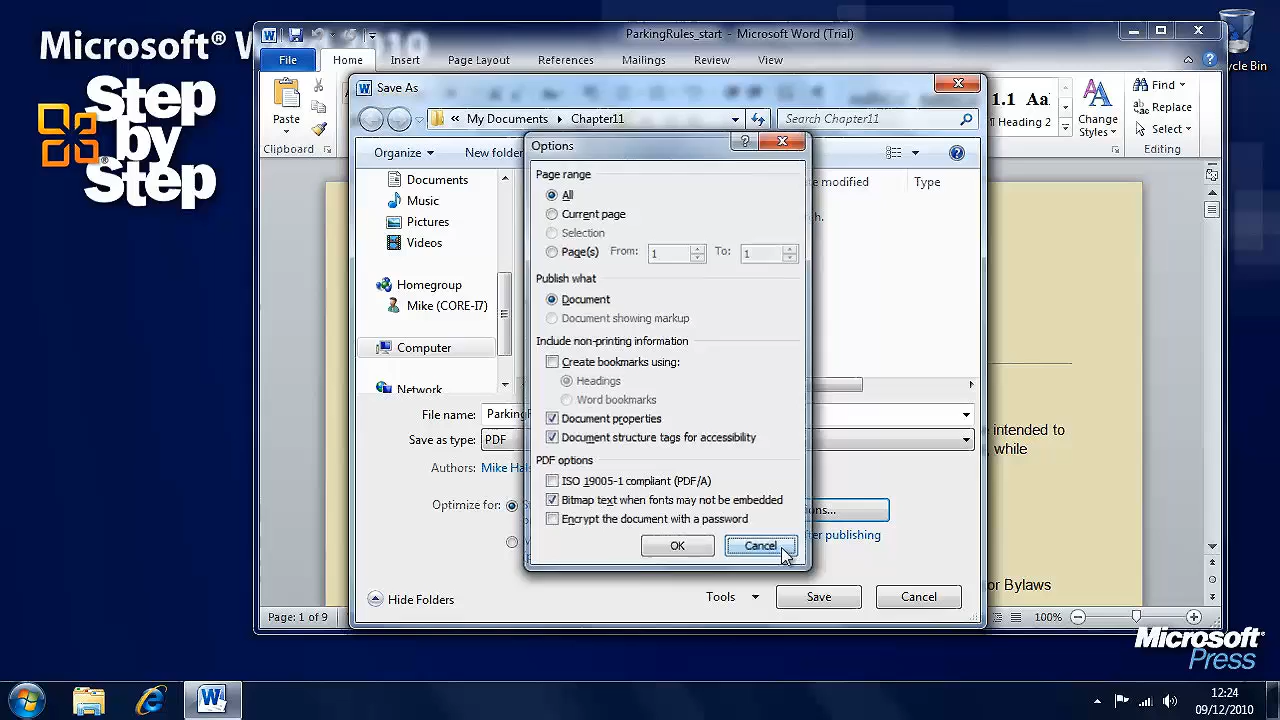 Microsoft® W
2010
Step
by
Step
ParkingRules_start - Microsoft Word (Trial)
File
Home
Insert
Page Layout
References
Mailings
Review
View
Paste
Clipboard
1.1 Aa
¶ Heading 2
Change
Styles
Find
Replace
Select
Editing
Save As
My Documents
Chapter11
Search Chapter11
Organize
New folder
Type
Documents
Music
Pictures
Videos
Homegroup
Mike (CORE-I7)
Computer
Network
File name:
Save as type: PDF
Authors:
Optimize for:
Hide Folders
Tools
Save
Cancel
Options
Page range
All
Current page
Selection
Page(s) From: 1 To: 1
Publish what
Document
Document showing markup
Include non-printing information
Create bookmarks using:
Headings
Word bookmarks
Document properties
Document structure tags for accessibility
PDF options
ISO 19005-1 compliant (PDF/A)
Bitmap text when fonts may not be embedded
Encrypt the document with a password
OK
Cancel
publishing
intended to
while
Bylaws
Page: 1 of 9
100%
Microsoft
Press
12:24
09/12/2010